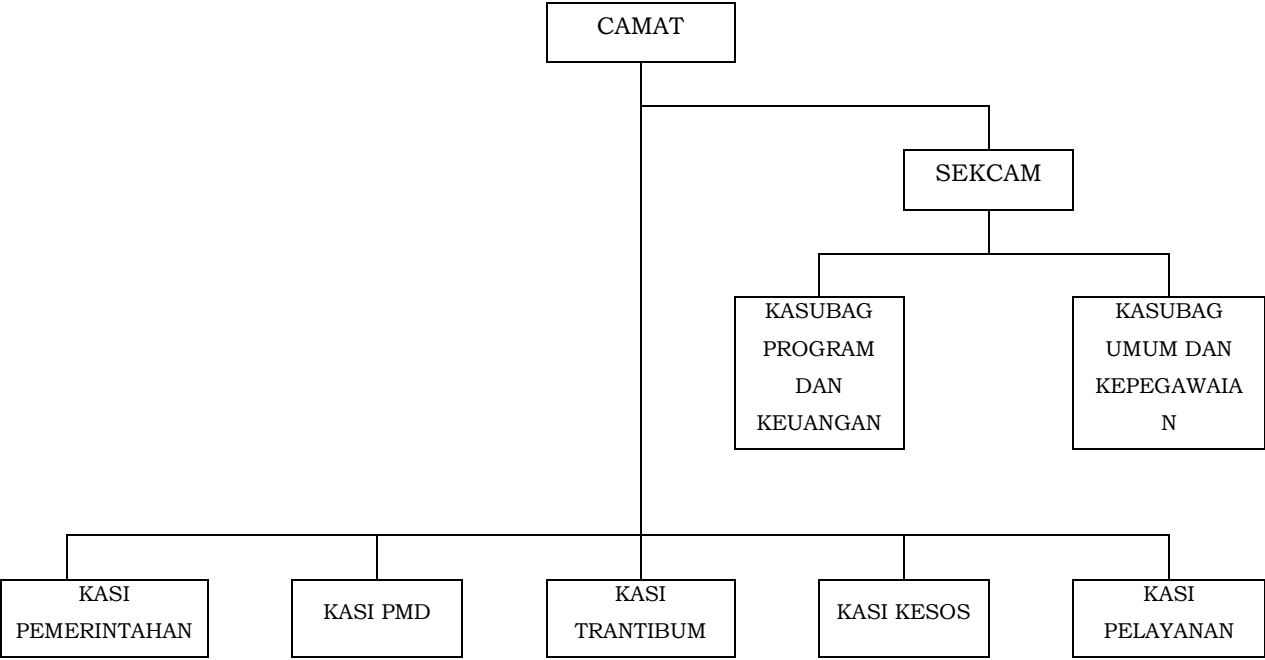 CAMAT
SEKCAM
KASUBAG
PROGRAM
DAN
KEUANGAN
KASUBAG
UMUM DAN
KEPEGAWAIA
N
KASI
PEMERINTAHAN
KASI PMD
KASI
TRANTIBUM
KASI KESOS
KASI
PELAYANAN